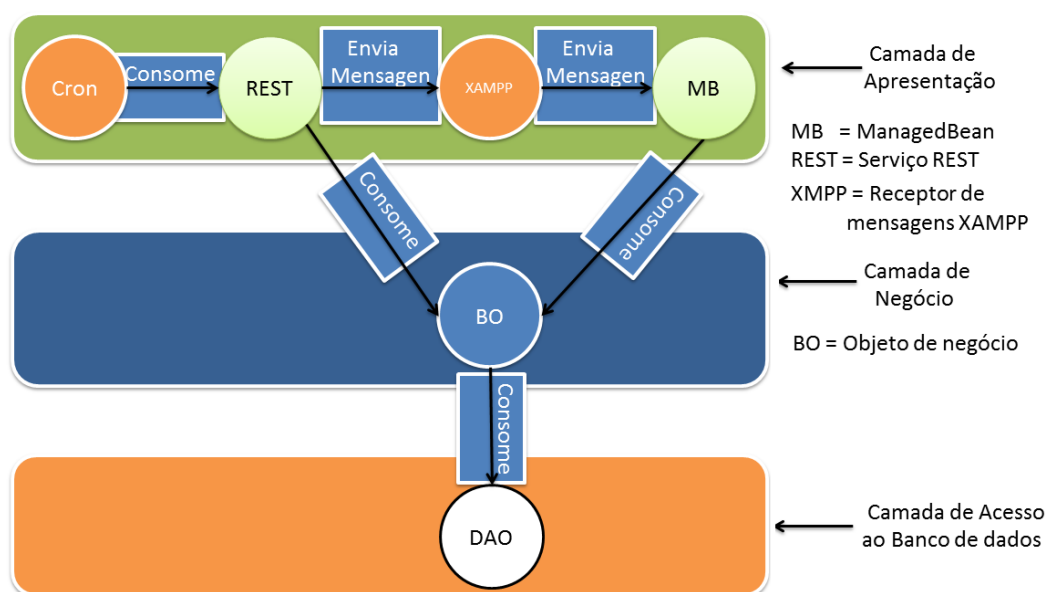 Cron
Consome
REST
Envia
Mensagen
XAMPP
Envia
Mensagen
MB
Camada de
Apresentação
MB = ManagedBean
REST = Serviço REST
XMPP = Receptor de
mensagens XAMPP
Consome
Consome
Camada de
Negócio
BO
BO = Objeto de negócio
Consome
DAO
Camada de Acesso
ao Banco de dados